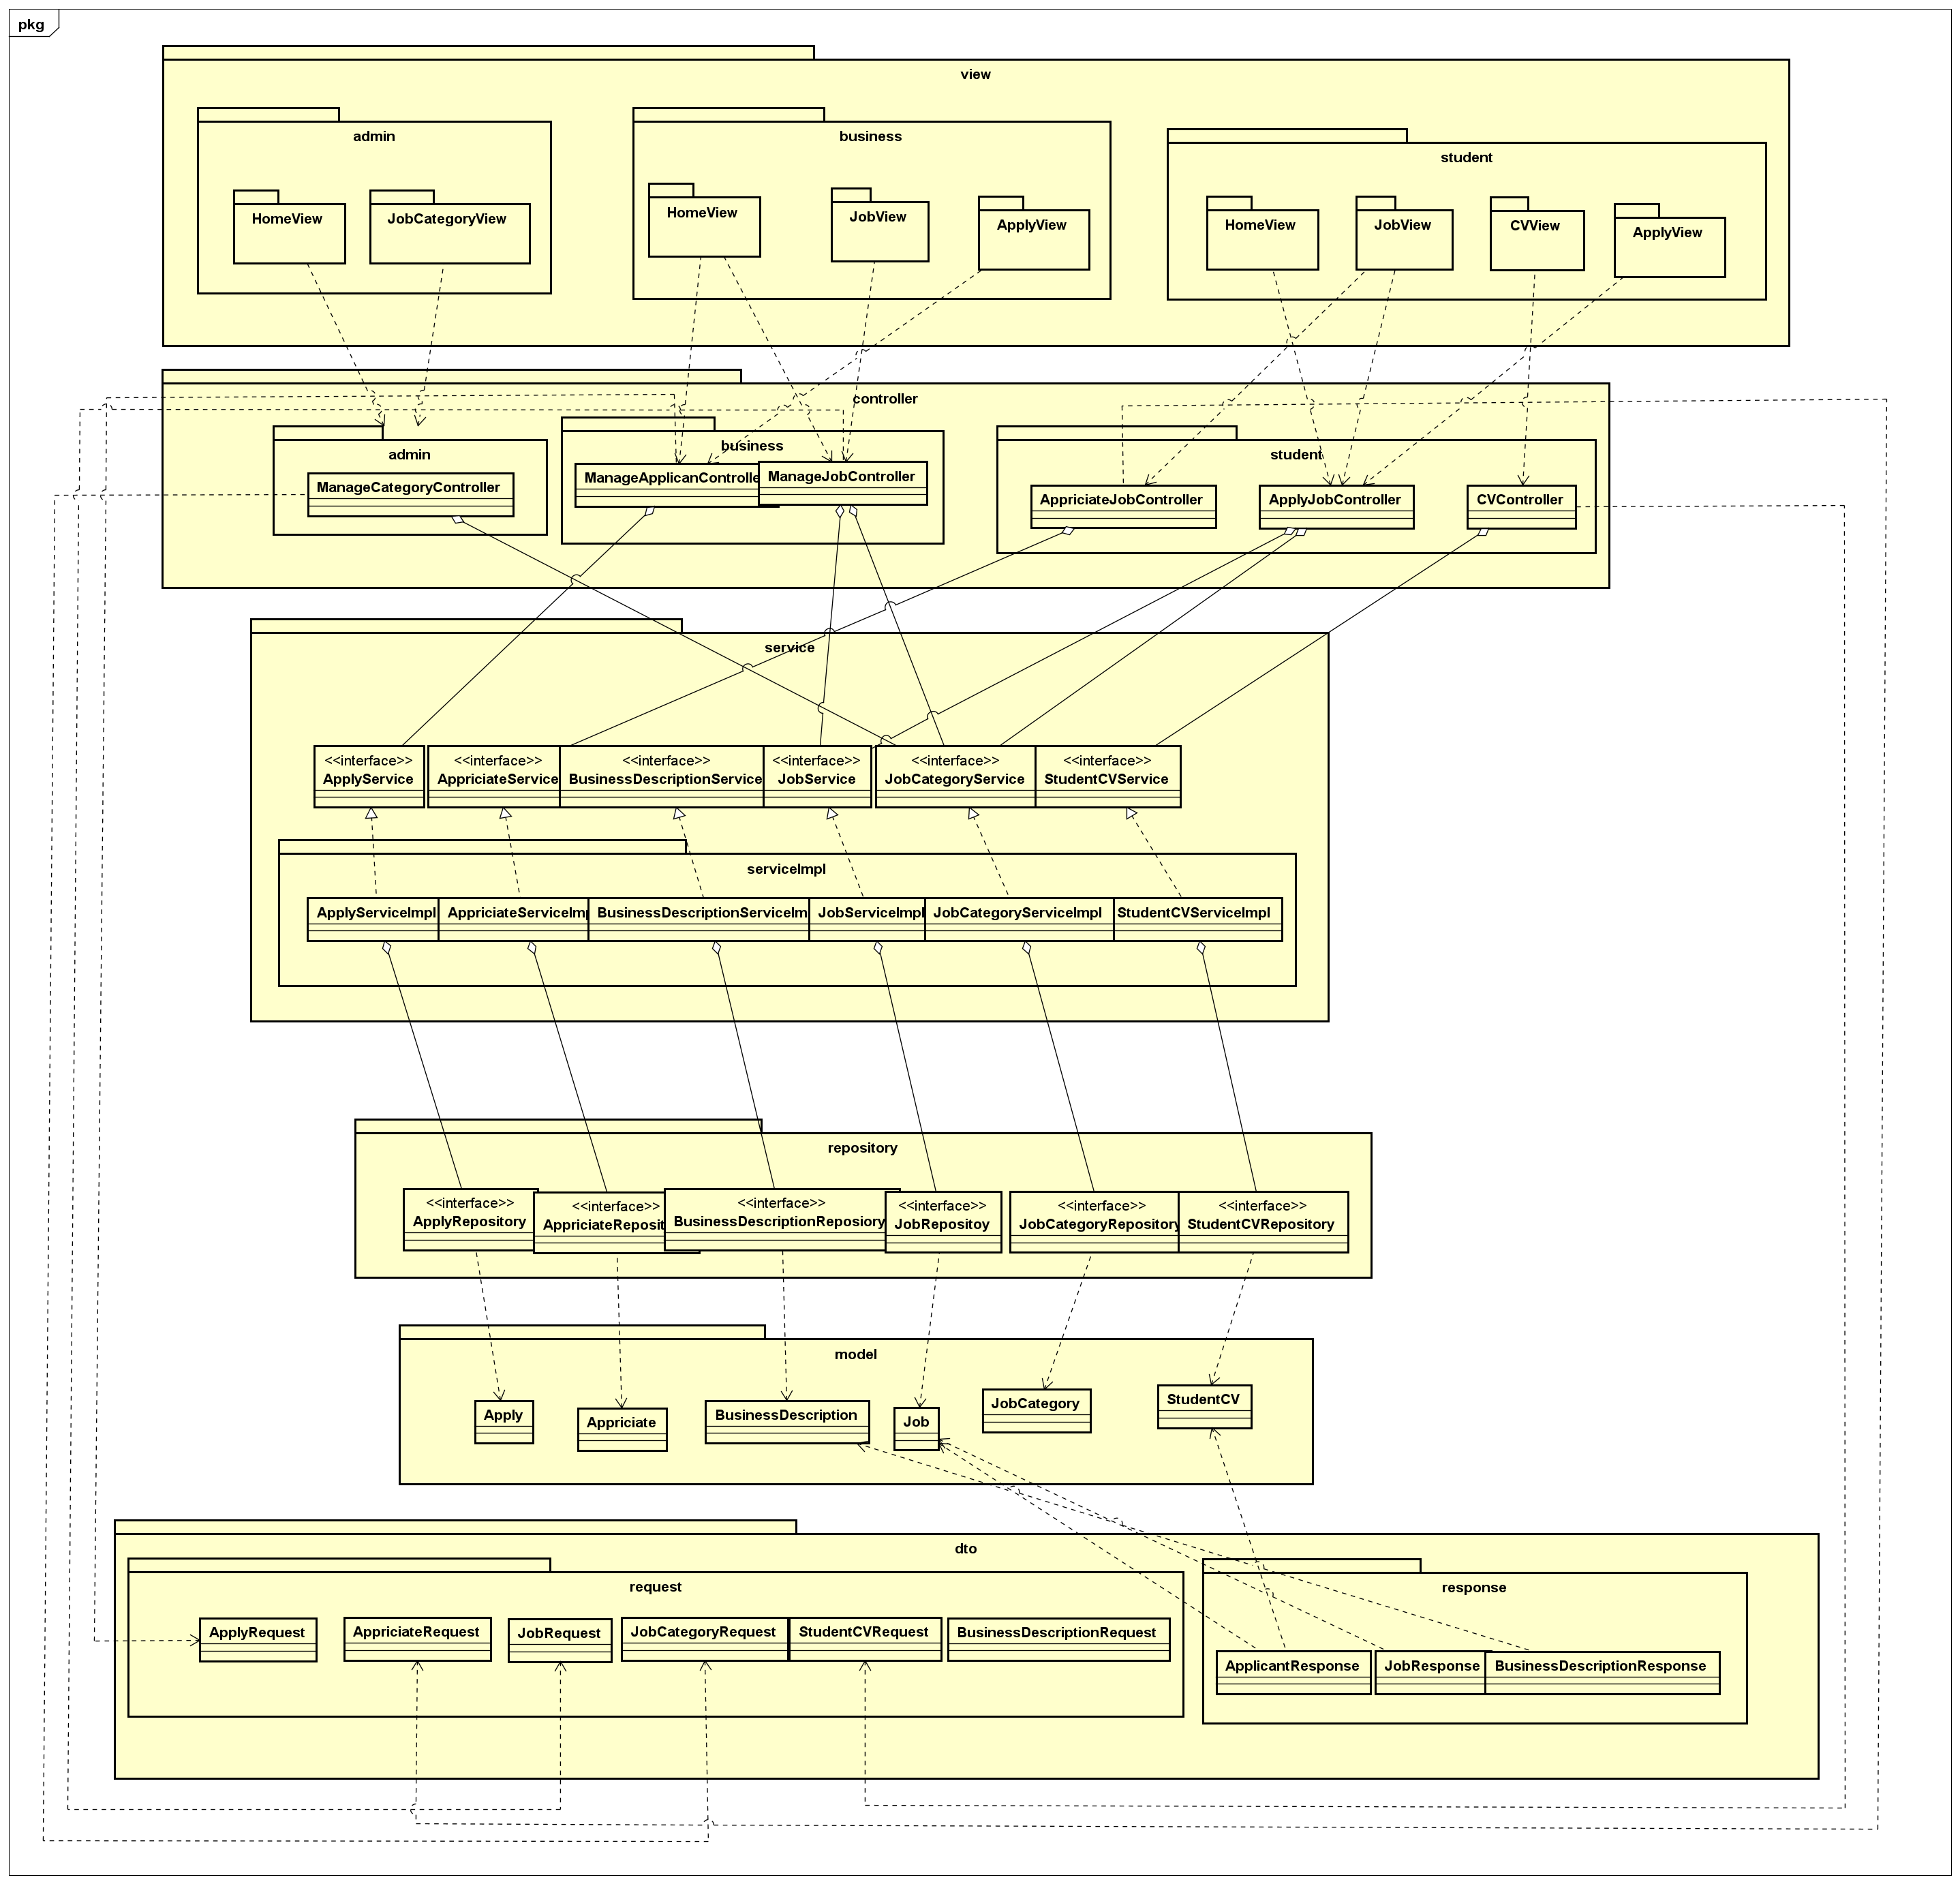 pkg
view
admin
business
student
HomeView
JobCategoryView
HomeView
JobView
ApplyView
HomeView
JobView
CVView
ApplyView
controller
admin
business
student
ManageCategoryController
ManageApplicanControlle
ManageJobController
AppriciateJobController
ApplyJobController
CVController
service
<<interface>>
ApplyService
<<interface>>
AppriciateService
<<interface>>
BusinessDescriptionService
<<interface>>
JobService
<<interface>>
JobCategoryService
<<interface>>
StudentCVService
serviceImpl
ApplyServiceImpl
AppriciateServiceImp
BusinessDescriptionServiceIm
JobServiceImpl
JobCategoryServiceImpl
StudentCVServiceImpl
repository
<<interface>>
ApplyRepository
<<interface>>
AppriciateReposit
<<interface>>
BusinessDescriptionReposiory
<<interface>>
JobRepositoy
<<interface>>
JobCategoryRepository
<<interface>>
StudentCVRepository
model
Apply
Appriciate
BusinessDescription
Job
JobCategory
StudentCV
dto
request
response
ApplyRequest
AppriciateRequest
JobRequest
JobCategoryRequest
StudentCVRequest
BusinessDescriptionRequest
ApplicantResponse
JobResponse
BusinessDescriptionResponse